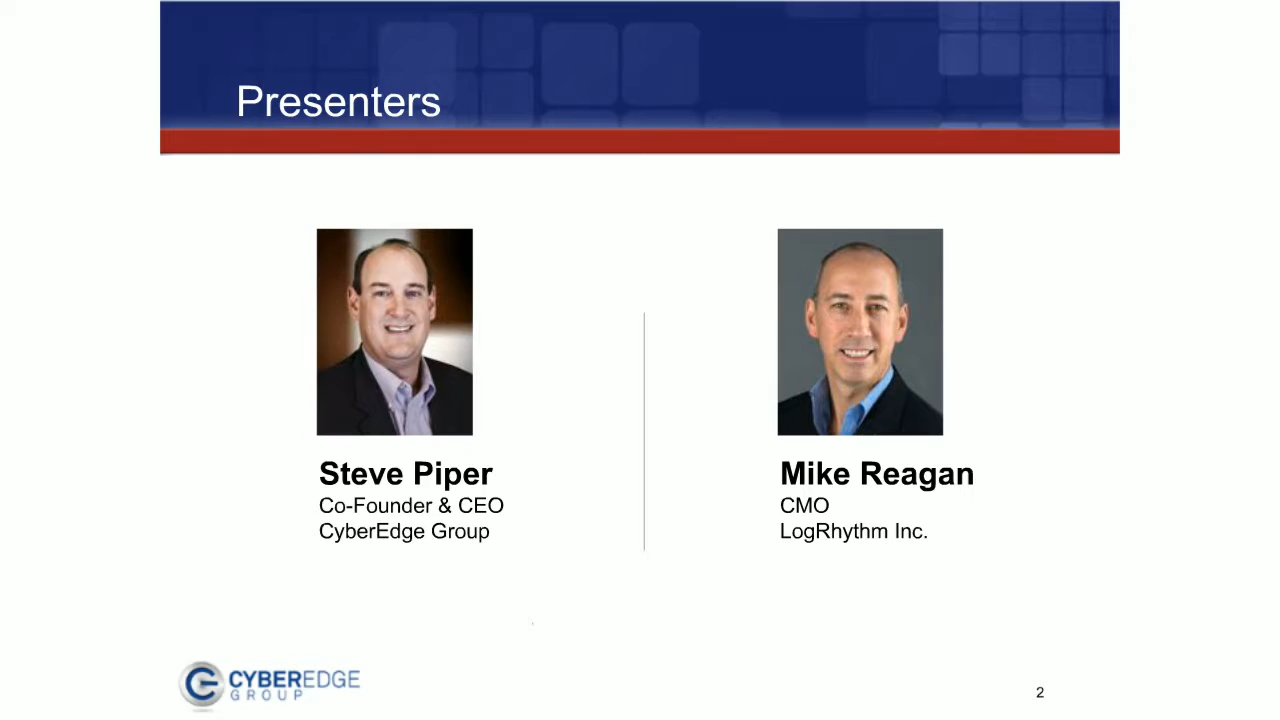 Presenters
Steve Piper
Co-Founder & CEO
CyberEdge Group
Mike Reagan
CMO
LogRhythm Inc.
CYBEREDGE
GROUP
2